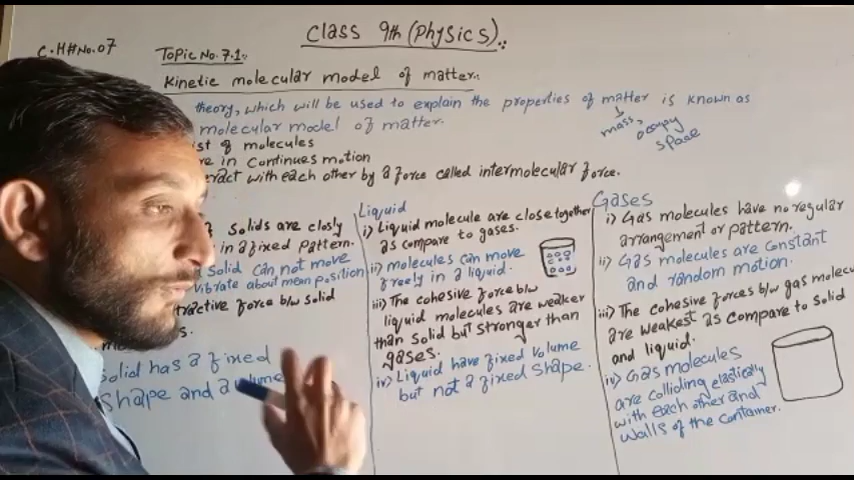 Class 9th (Physics)
C.H#No.07
Topic No.7.1:
Kinetic molecular model of matter:
theory, which will be used to explain the properties of matter is known as
molecular model of matter.
mass,
occupy
space
ist of molecules
re in continues motion
eract with each other by a force called intermolecular force.
f solids are closly
in a fixed pattern.
solid can not move
vibrate about mean position
tractive force b/w solid
s.
Solid has a fixed
Shape and a volume
Liquid
i) Liquid molecule are close together
as compare to gases.
ii) molecules can move
freely in a liquid.
iii) The cohesive force b/w
liquid molecules are weaker
than solid but stronger than
gases.
iv) Liquid have fixed volume
but not a fixed shape.
Gases
i) Gas molecules have no regular
arrangement or pattern.
ii) Gas molecules are constant
and random motion.
iii) The cohesive forces b/w gas molecu
are weakest as compare to solid
and liquid.
iv) Gas molecules
are colliding elastically
with each other and
walls of the container.